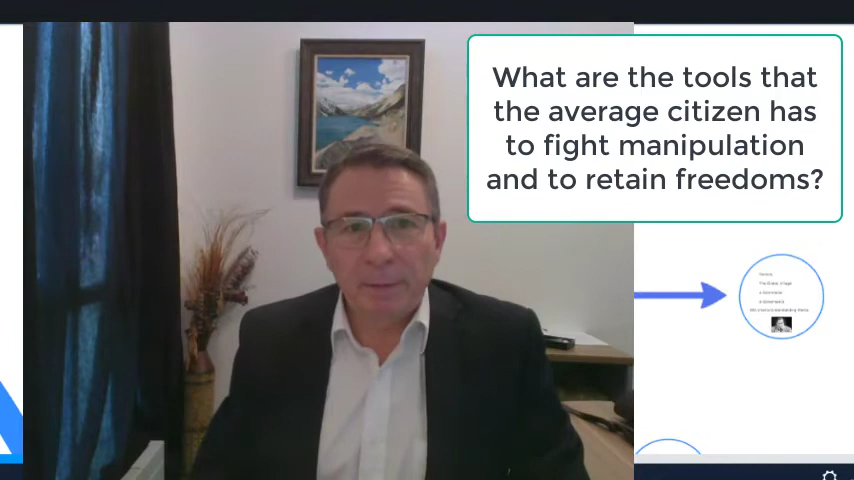 What are the tools that
the average citizen has
to fight manipulation
and to retain freedoms?